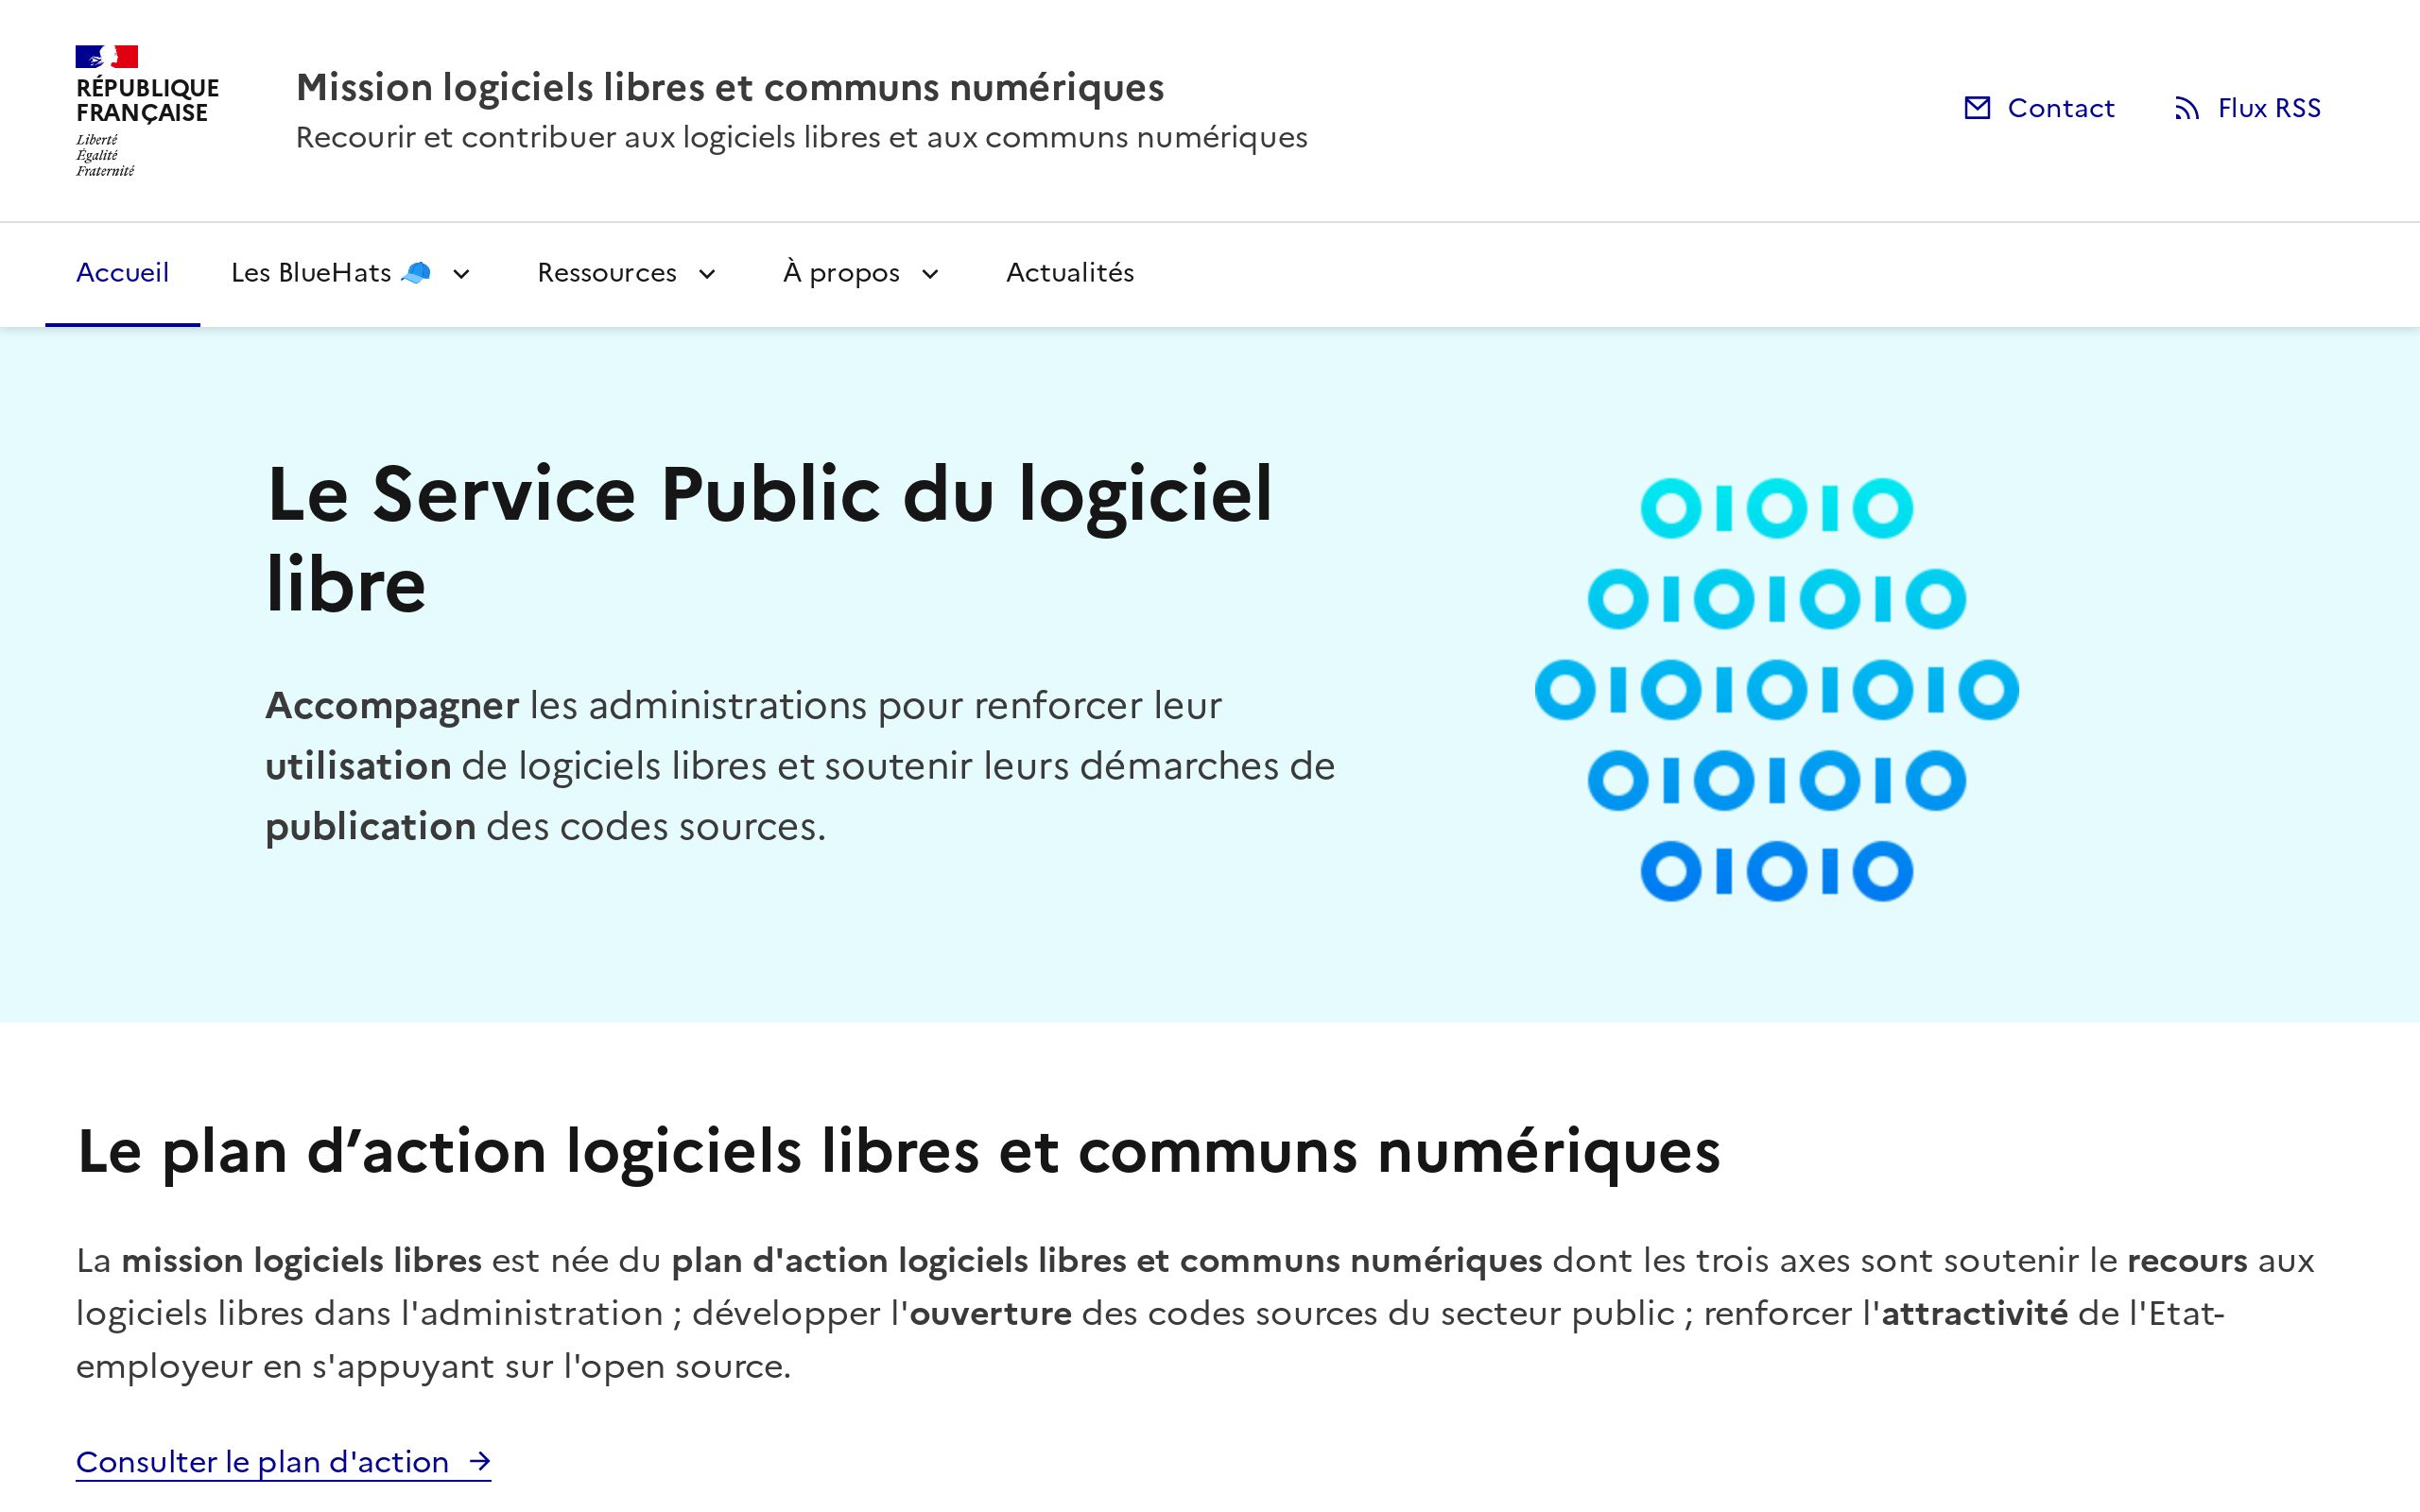 RÉPUBLIQUE
FRANÇAISE
Liberté
Égalité
Fraternité
Mission logiciels libres et communs numériques
Recourir et contribuer aux logiciels libres et aux communs numériques
Contact
Flux RSS
Accueil
Les BlueHats 🧢
Ressources
À propos
Actualités
Le Service Public du logiciel
libre
Accompagner les administrations pour renforcer leur
utilisation de logiciels libres et soutenir leurs démarches de
publication des codes sources.
01010
0101010
010101010
0101010
01010
Le plan d’action logiciels libres et communs numériques
La mission logiciels libres est née du plan d'action logiciels libres et communs numériques dont les trois axes sont soutenir le recours aux
logiciels libres dans l'administration ; développer l'ouverture des codes sources du secteur public ; renforcer l'attractivité de l'Etat-
employeur en s'appuyant sur l'open source.
Consulter le plan d'action →